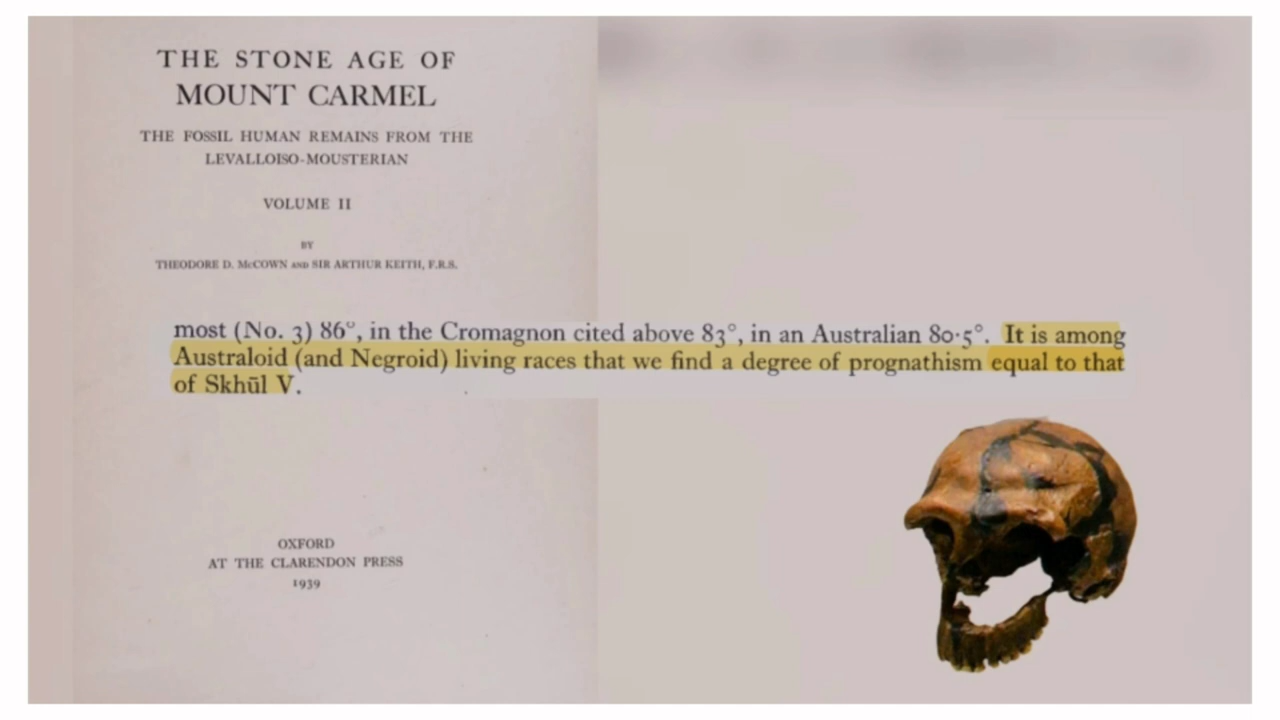 THE STONE AGE OF
MOUNT CARMEL
THE FOSSIL HUMAN REMAINS FROM THE
LEVALLOISO-MOUSTERIAN
VOLUME II
BY
THEODORE D. McCOWN AND SIR ARTHUR KEITH, F.R.S.
most (No. 3) 86°, in the Cromagnon cited above 83°, in an Australian 80·5°. It is among
Australoid (and Negroid) living races that we find a degree of prognathism equal to that
of Skhūl V.
OXFORD
AT THE CLARENDON PRESS
1939